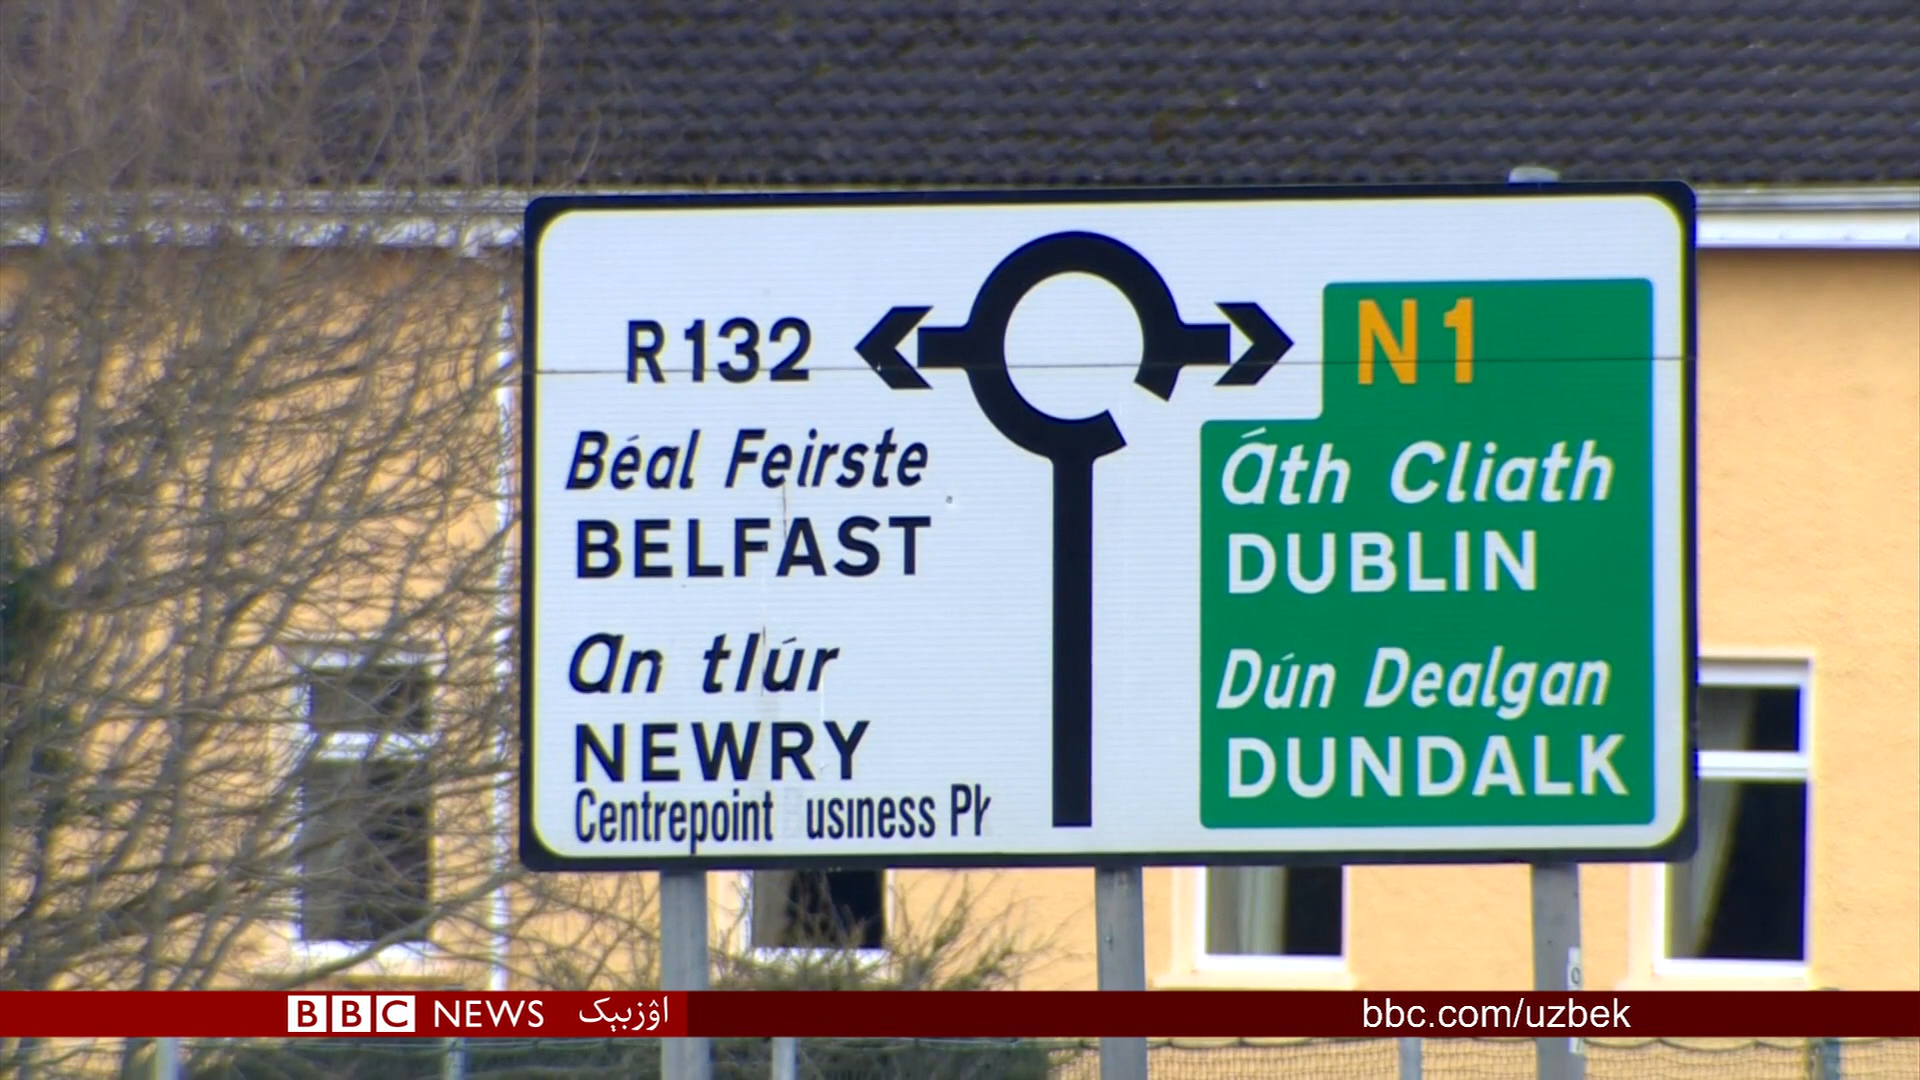 R132
Béal Feirste
BELFAST
An tIúr
NEWRY
Centrepoint usiness Pk
N1
Áth Cliath
DUBLIN
Dún Dealgan
DUNDALK
BBC NEWS اۉزبېک
bbc.com/uzbek